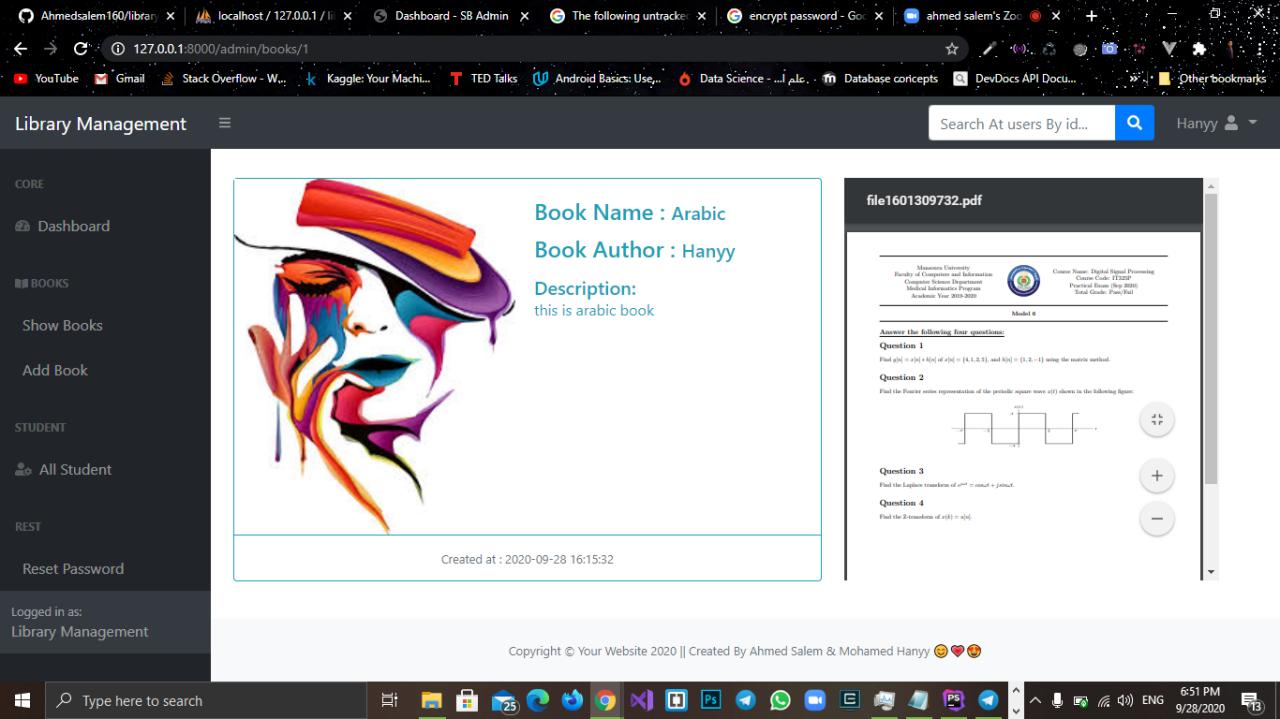 Ahmedsalem160/library
localhost / 127.0.0.1 / li
Dashboard - SB Admin
The following untracked
encrypt password - Goo
ahmed salem's Zoo
127.0.0.1:8000/admin/books/1
YouTube
Gmail
Stack Overflow - W...
Kaggle: Your Machi...
TED Talks
Android Basics: Use...
Data Science - ...علم ا
Database concepts
DevDocs API Docu...
»
Other bookmarks
Library Management
Search At users By id...
Hanyy
CORE
Dashboard
BOOKS
Show Books
Add Book
STUDENT
All Student
REST
Reset Password
Logged in as:
Library Management
Book Name : Arabic
Book Author : Hanyy
Description:
this is arabic book
Created at : 2020-09-28 16:15:32
file1601309732.pdf
Mansoura University
Faculty of Computers and Information
Computer Science Department
Medical Informatics Program
Academic Year 2019-2020
Course Name: Digital Signal Processing
Course Code: IT325P
Practical Exam (Sep 2020)
Total Grade: Pass/Fail
Model 6
Answer the following four questions:
Question 1
Find y[n] = x[n] * h[n] of x[n] = {4, 1, 2, 5}, and h[n] = {1, 2, −1} using the matrix method.
Question 2
Find the Fourier series representation of the periodic square wave x(t) shown in the following figure:
Question 3
Find the Laplace transform of
Question 4
Find the Z-transform of x(k) = u[n].
Copyright © Your Website 2020 || Created By Ahmed Salem & Mohamed Hanyy 😊💗😍
Type here to search
25
ENG
6:51 PM
9/28/2020
13